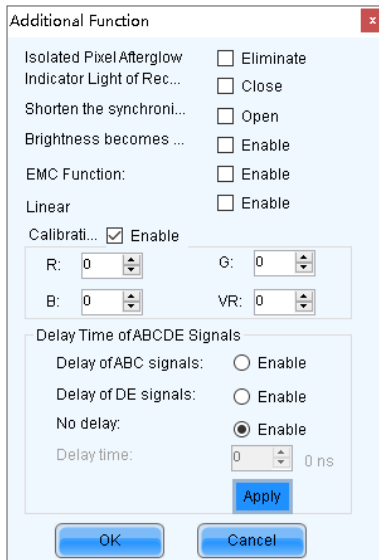 Additional Function x
Isolated Pixel Afterglow Eliminate
Indicator Light of Rec... Close
Shorten the synchroni... Open
Brightness becomes ... Enable
EMC Function: Enable
Linear Enable
Calibrati... Enable
R: 0 G: 0
B: 0 VR: 0
Delay Time of ABCDE Signals
Delay of ABC signals: Enable
Delay of DE signals: Enable
No delay: Enable
Delay time: 0 0 ns
Apply
OK Cancel